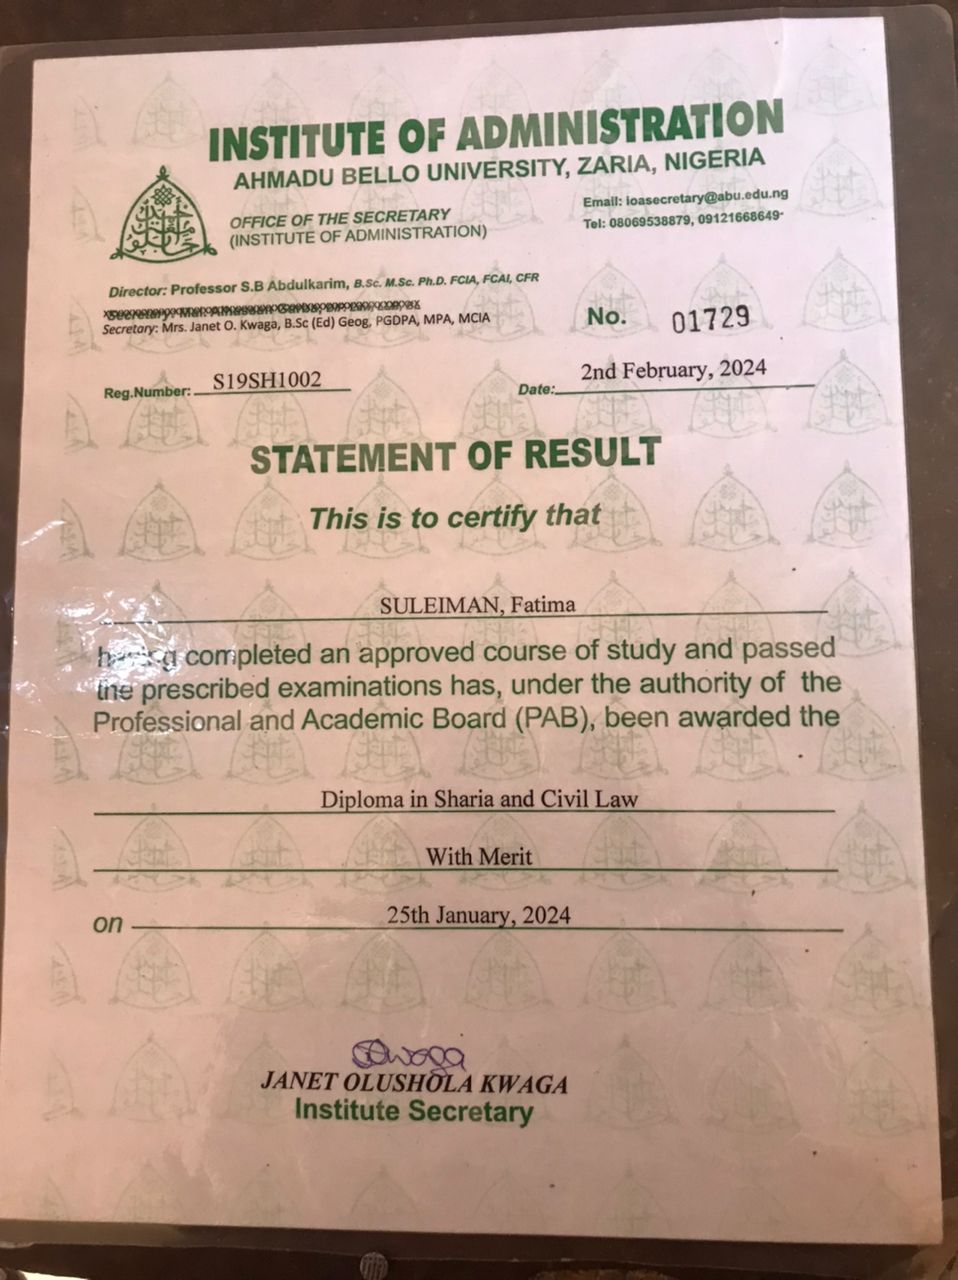 INSTITUTE OF ADMINISTRATION
AHMADU BELLO UNIVERSITY, ZARIA, NIGERIA
OFFICE OF THE SECRETARY
(INSTITUTE OF ADMINISTRATION)
Email: ioasecretary@abu.edu.ng
Tel: 08069538879, 09121668649
Director: Professor S.B Abdulkarim, B.Sc. M.Sc. Ph.D. FCIA, FCAI, CFR
Secretary: Mrs. Janet O. Kwaga, B.Sc (Ed) Geog, PGDPA, MPA, MCIA
No. 01729
Reg.Number: S19SH1002
Date: 2nd February, 2024
STATEMENT OF RESULT
This is to certify that
SULEIMAN, Fatima
having completed an approved course of study and passed
the prescribed examinations has, under the authority of the
Professional and Academic Board (PAB), been awarded the
Diploma in Sharia and Civil Law
With Merit
on 25th January, 2024
JANET OLUSHOLA KWAGA
Institute Secretary